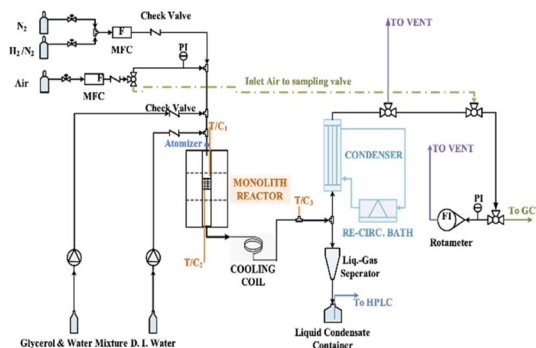 Check Valve
N2
F
PI
TO VENT
H2 /N2
MFC
Air
F
Inlet Air to sampling valve
MFC
Check Valve
T/C1
Atomizer
CONDENSER
TO VENT
MONOLITH
REACTOR
PI
T/C3
FI
To GC
RE-CIRC. BATH
Rotameter
T/C2
COOLING
COIL
Liq.-Gas
Seperator
To HPLC
Glycerol & Water Mixture D. I. Water
Liquid Condensate
Container